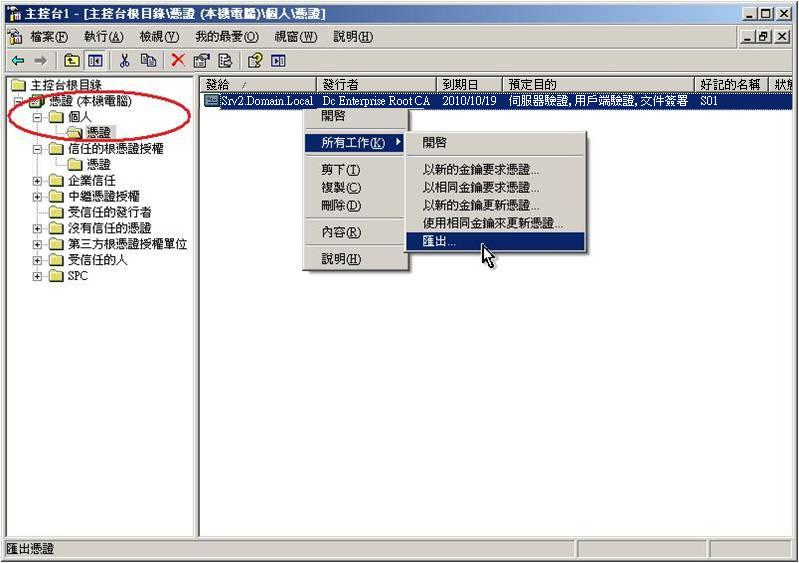 主控台1 - [主控台根目錄\憑證 (本機電腦)\個人\憑證]
檔案(F) 執行(A) 檢視(V) 我的最愛(O) 視窗(W) 說明(H)
主控台根目錄
憑證 (本機電腦)
個人
憑證
信任的根憑證授權
憑證
企業信任
中繼憑證授權
受信任的發行者
沒有信任的憑證
第三方根憑證授權單位
受信任的人
SPC
發給 發行者 到期日 預定目的 好記的名稱 狀態
Srv2.Domain.Local Dc Enterprise Root CA 2010/10/19 伺服器驗證, 用戶端驗證, 文件簽署 S01
開啓
所有工作(K)
剪下(T)
複製(C)
刪除(D)
內容(R)
說明(H)
開啓
以新的金鑰要求憑證...
以相同金鑰要求憑證...
以新的金鑰更新憑證...
使用相同金鑰來更新憑證...
匯出...
匯出憑證